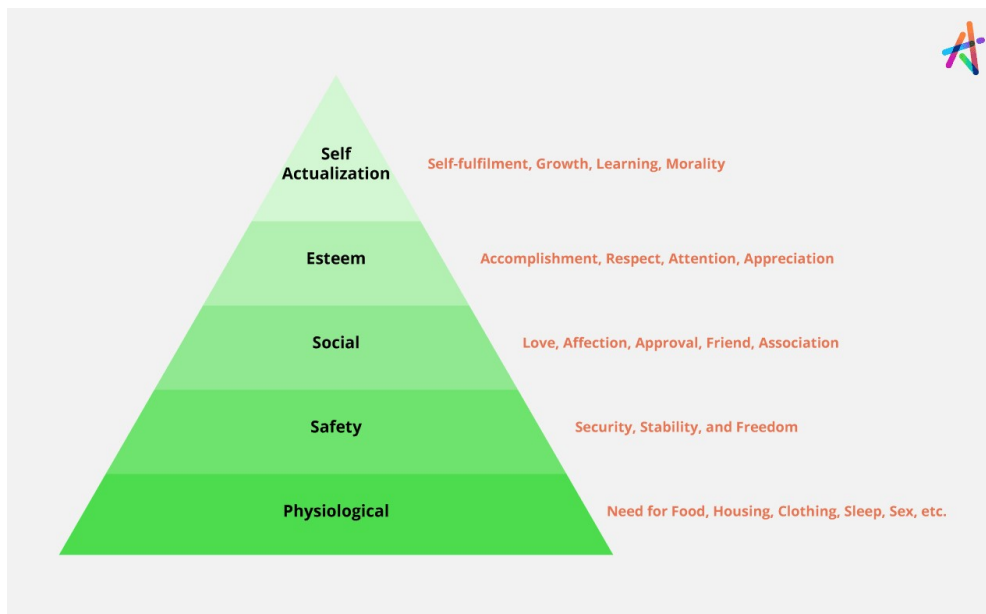 Self
Actualization
Self-fulfilment, Growth, Learning, Morality
Esteem
Accomplishment, Respect, Attention, Appreciation
Social
Love, Affection, Approval, Friend, Association
Safety
Security, Stability, and Freedom
Physiological
Need for Food, Housing, Clothing, Sleep, Sex, etc.